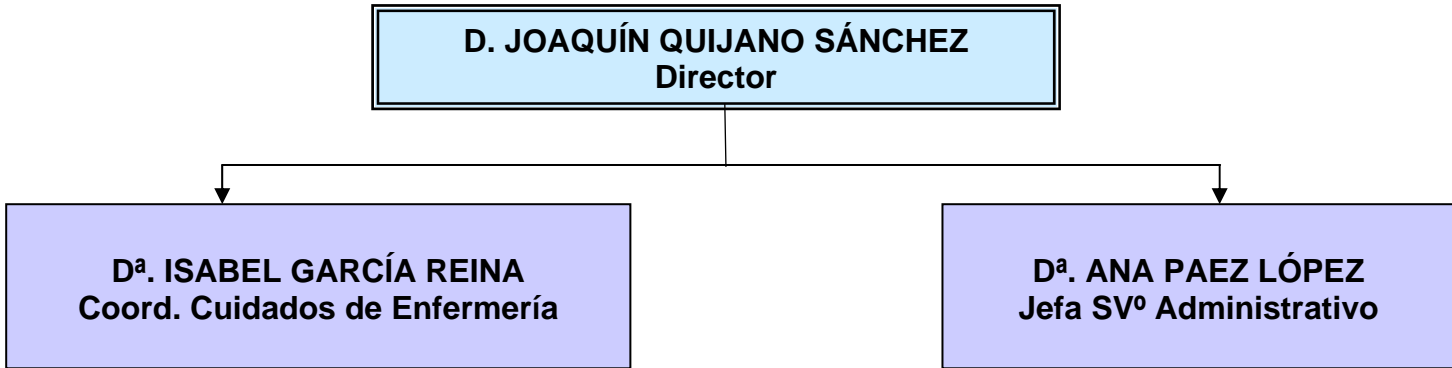 D. JOAQUÍN QUIJANO SÁNCHEZ
Director
Dª. ISABEL GARCÍA REINA
Coord. Cuidados de Enfermería
Dª. ANA PAEZ LÓPEZ
Jefa SVº Administrativo